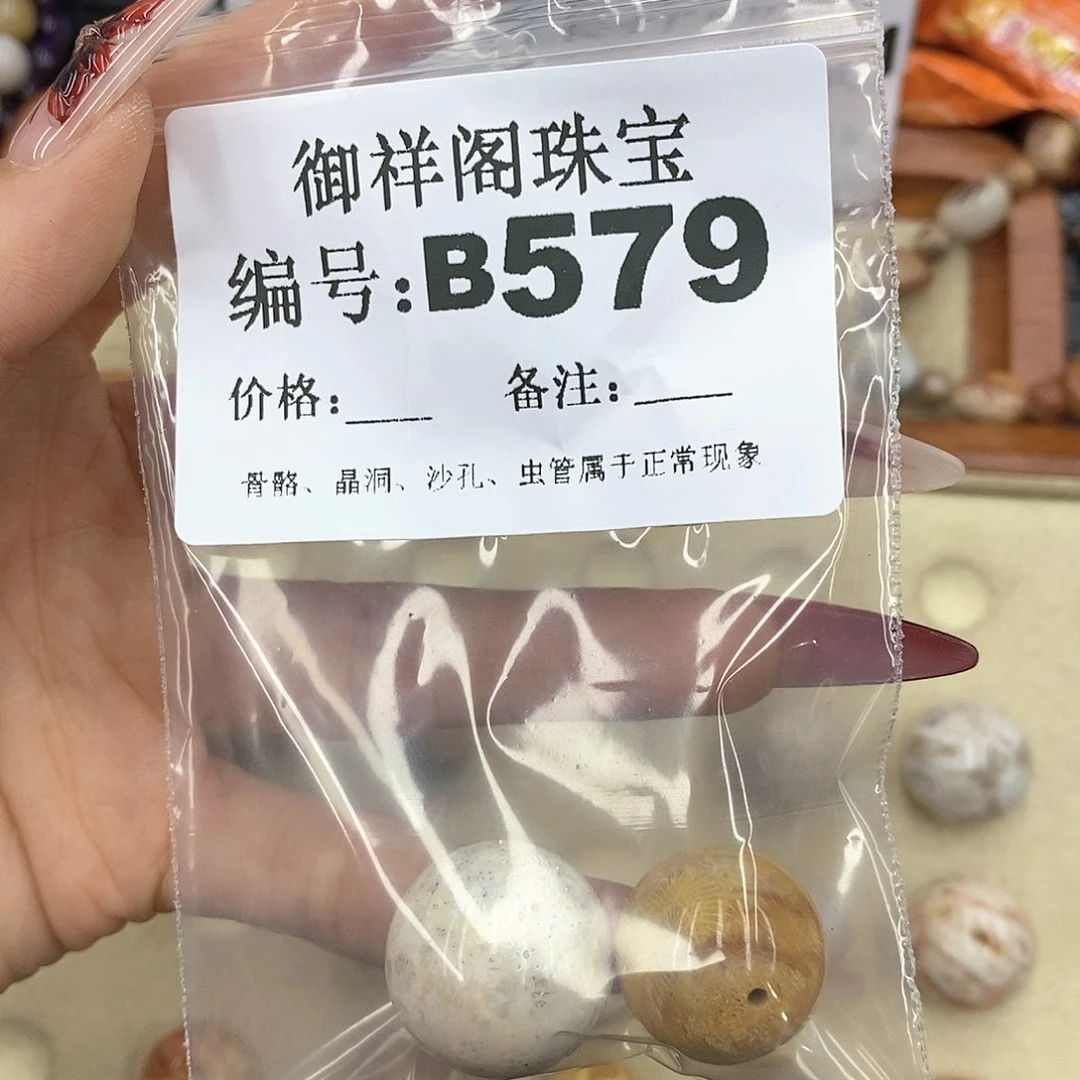 御祥阁珠宝
编号:B579
价格:___ 备注:____
骨骼、晶洞、沙孔、虫管属于正常现象